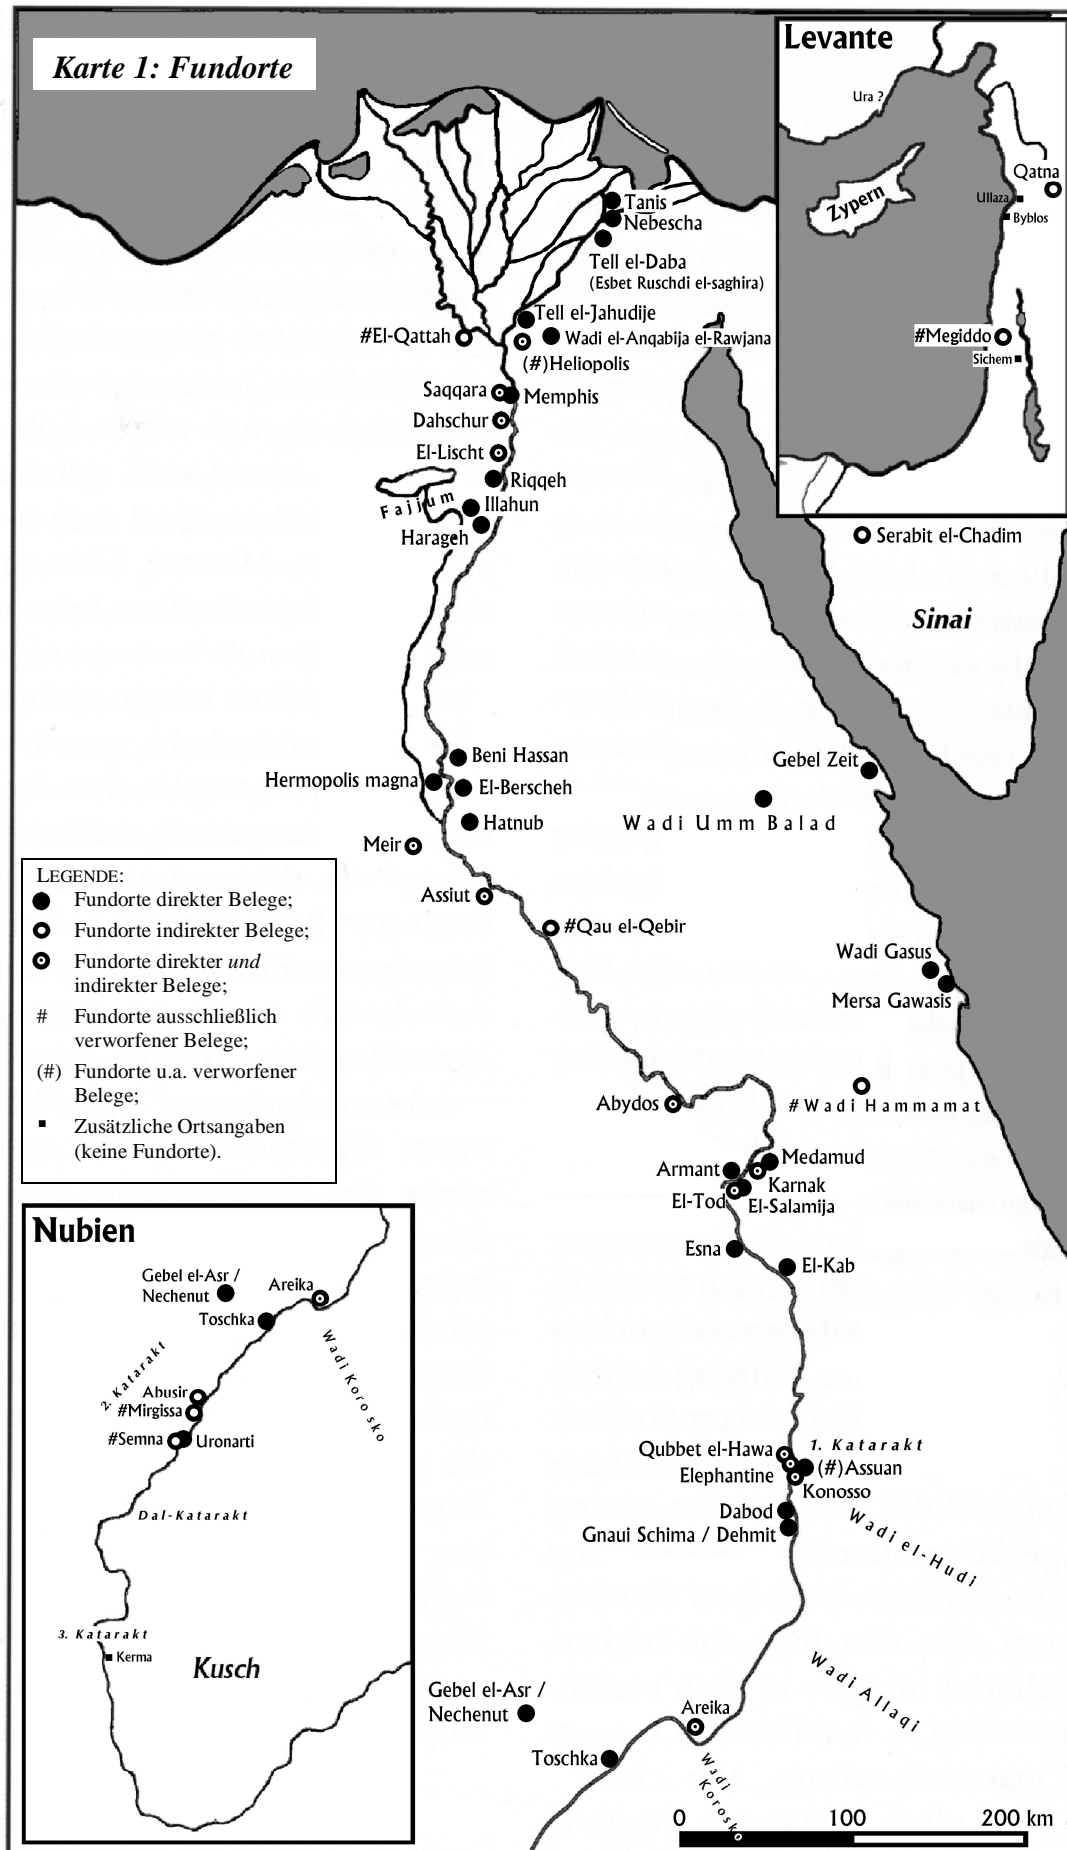 Karte 1: Fundorte
Levante
Ura ?
Zypern
Qatna
Ullaza
Byblos
#Megiddo
Sichem
Tanis
Nebescha
Tell el-Daba
(Esbet Ruschdi el-saghira)
Tell el-Jahudije
#El-Qattah
Wadi el-Anqabija el-Rawjana
(#)Heliopolis
Saqqara
Memphis
Dahschur
El-Lischt
Riqqeh
Faijum
Illahun
Harageh
Serabit el-Chadim
Sinai
Beni Hassan
Gebel Zeit
Hermopolis magna
El-Berscheh
Hatnub
Wadi Umm Balad
Meir
Assiut
#Qau el-Qebir
Wadi Gasus
Mersa Gawasis
Abydos
#Wadi Hammamat
Medamud
Armant
Karnak
El-Tod
El-Salamija
Esna
El-Kab
Qubbet el-Hawa
1. Katarakt
(#)Assuan
Elephantine
Konosso
Dabod
Gnaui Schima / Dehmit
Wadi el-Hudi
Wadi Allaqi
Gebel el-Asr /
Nechenut
Areika
Toschka
Wadi
Korosko
0 100 200 km
LEGENDE:
Fundorte direkter Belege;
Fundorte indirekter Belege;
Fundorte direkter und
indirekter Belege;
# Fundorte ausschließlich
verworfener Belege;
(#) Fundorte u.a. verworfener
Belege;
Zusätzliche Ortsangaben
(keine Fundorte).
Nubien
Gebel el-Asr /
Nechenut
Areika
Toschka
Wadi Korosko
2. Katarakt
Abusir
#Mirgissa
#Semna
Uronarti
Dal-Katarakt
3. Katarakt
Kerma
Kusch